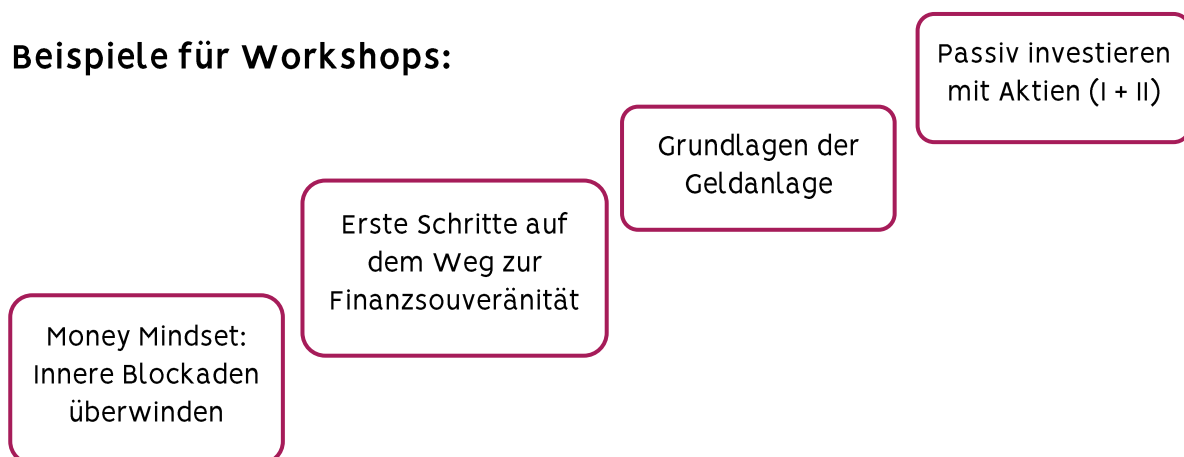 Beispiele für Workshops:
Passiv investieren
mit Aktien (I + II)
Grundlagen der
Geldanlage
Erste Schritte auf
dem Weg zur
Finanzsouveränität
Money Mindset:
Innere Blockaden
überwinden